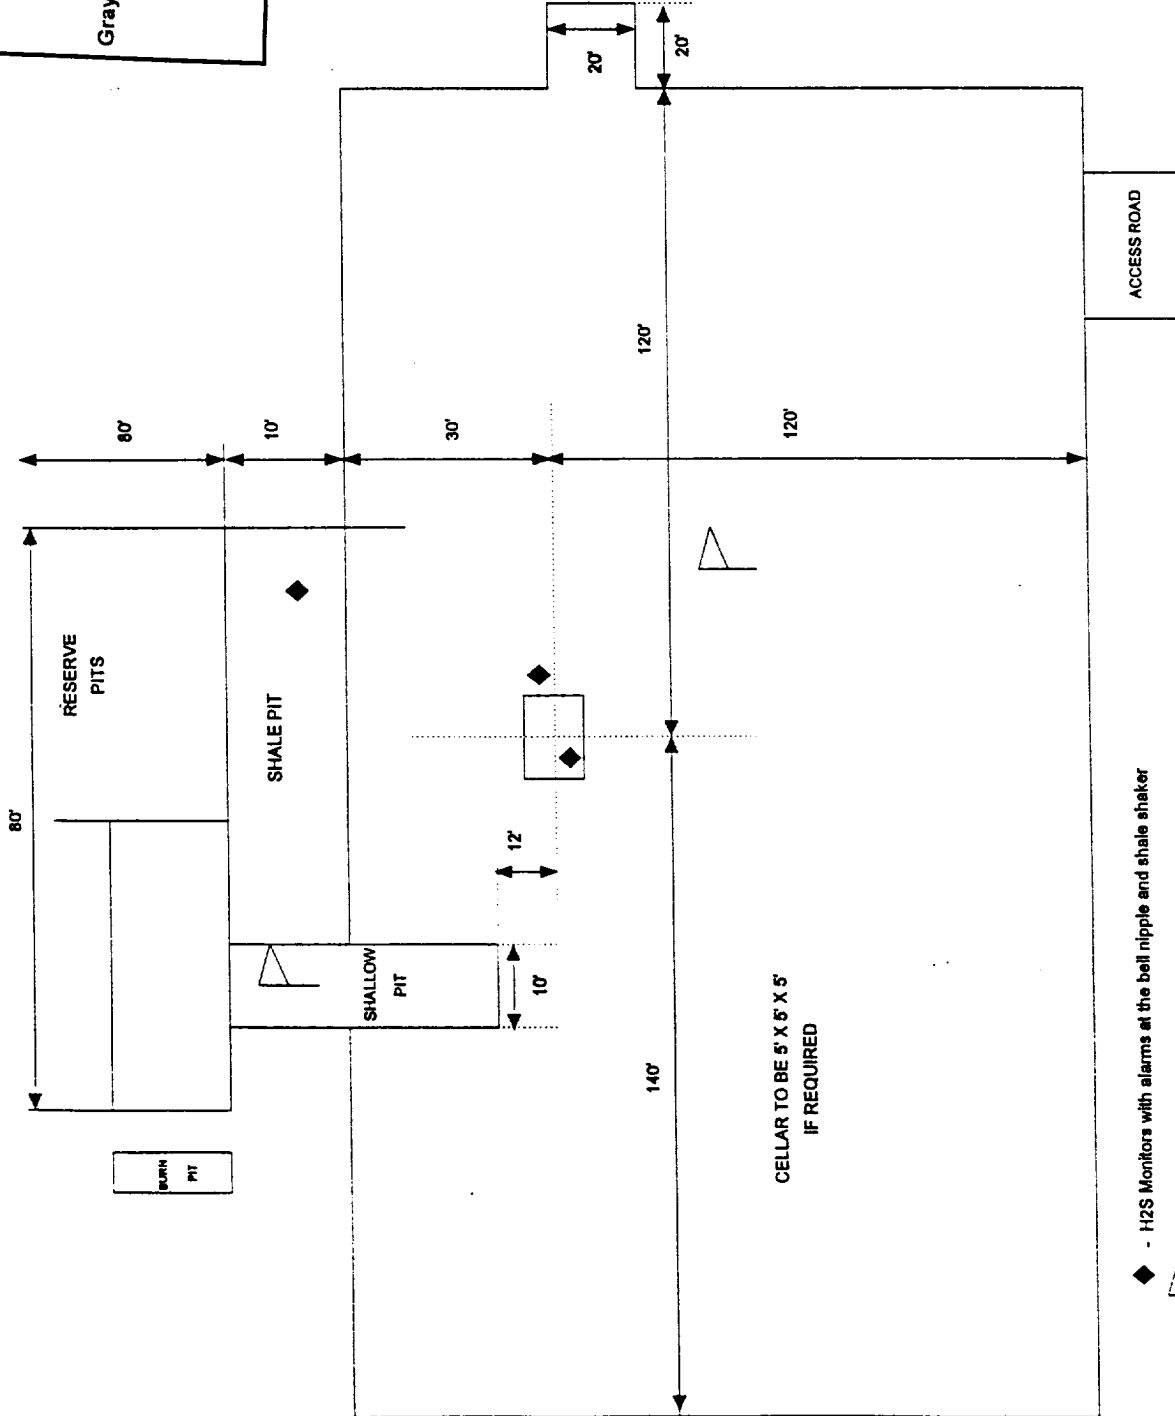 Gray
80'
RESERVE
PITS
80'
BURN
PIT
10'
SHALE PIT
SHALLOW
PIT
30'
12'
10'
20'
20'
120'
140'
120'
CELLAR TO BE 5' X 5' X 5'
IF REQUIRED
ACCESS ROAD
◆ - H2S Monitors with alarms at the bell nipple and shale shaker